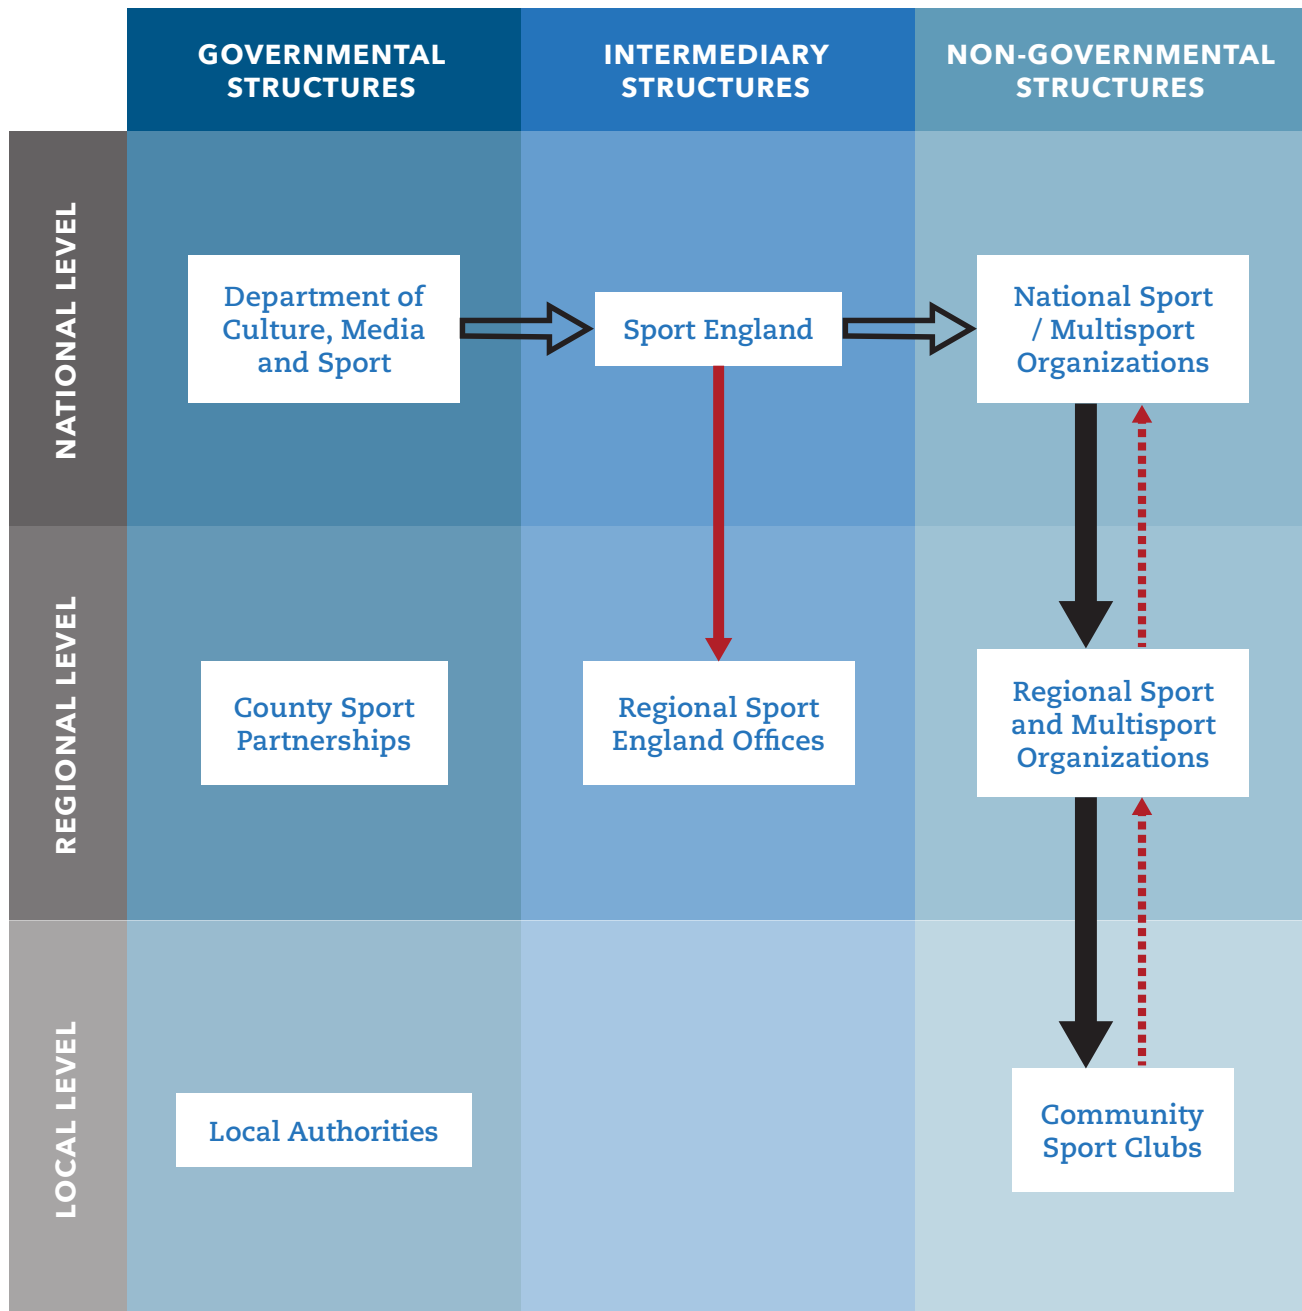 GOVERNMENTAL
STRUCTURES
INTERMEDIARY
STRUCTURES
NON-GOVERNMENTAL
STRUCTURES
NATIONAL LEVEL
Department of
Culture, Media
and Sport
Sport England
National Sport
/ Multisport
Organizations
REGIONAL LEVEL
County Sport
Partnerships
Regional Sport
England Offices
Regional Sport
and Multisport
Organizations
LOCAL LEVEL
Local Authorities
Community
Sport Clubs